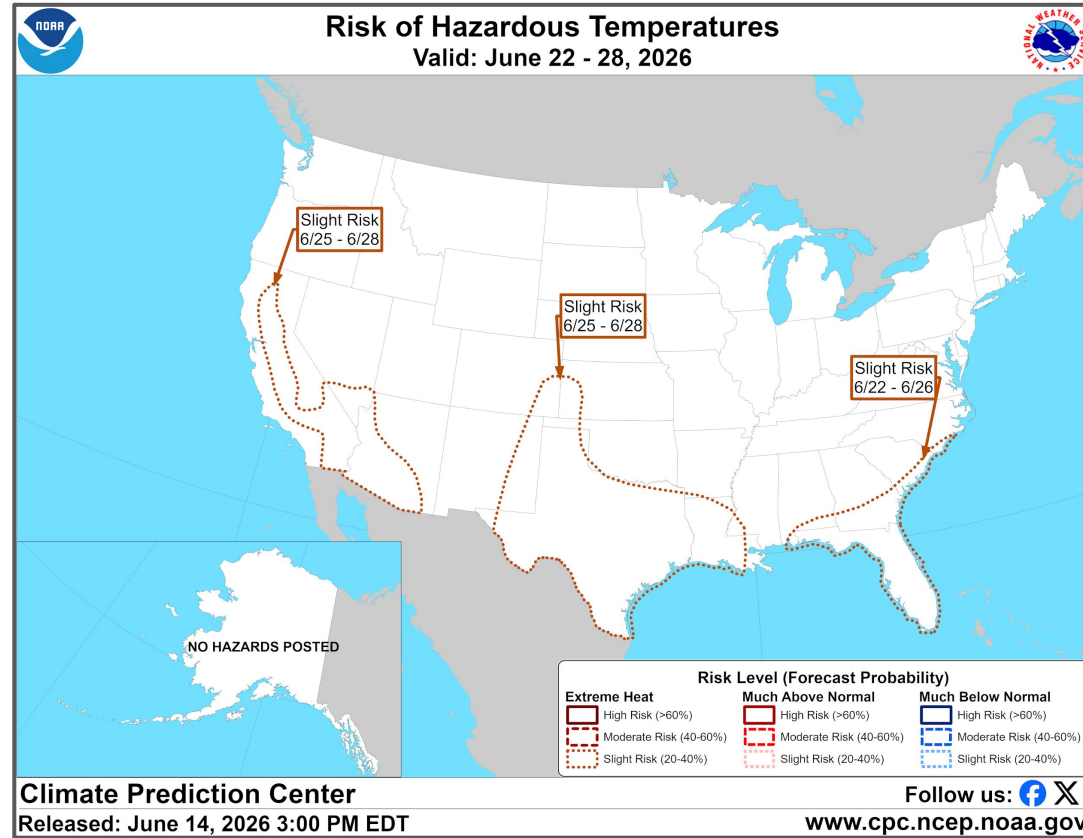 NOAA
Risk of Hazardous Temperatures
Valid: June 22 - 28, 2026
NATIONAL WEATHER SERVICE
Slight Risk
6/25 - 6/28
Slight Risk
6/25 - 6/28
Slight Risk
6/22 - 6/26
NO HAZARDS POSTED
Risk Level (Forecast Probability)
Extreme Heat
High Risk (>60%)
Moderate Risk (40-60%)
Slight Risk (20-40%)
Much Above Normal
High Risk (>60%)
Moderate Risk (40-60%)
Slight Risk (20-40%)
Much Below Normal
High Risk (>60%)
Moderate Risk (40-60%)
Slight Risk (20-40%)
Climate Prediction Center
Follow us:
Released: June 14, 2026 3:00 PM EDT
www.cpc.ncep.noaa.gov